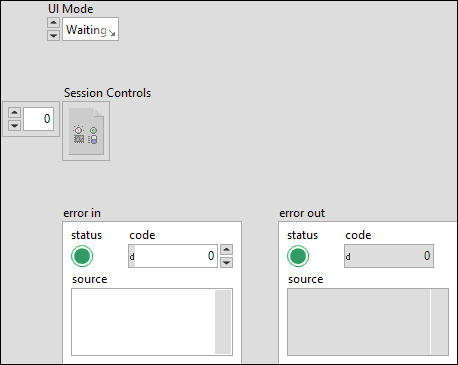 UI Mode
Waiting
Session Controls
0
error in
error out
status code
status code
d 0
d 0
source
source